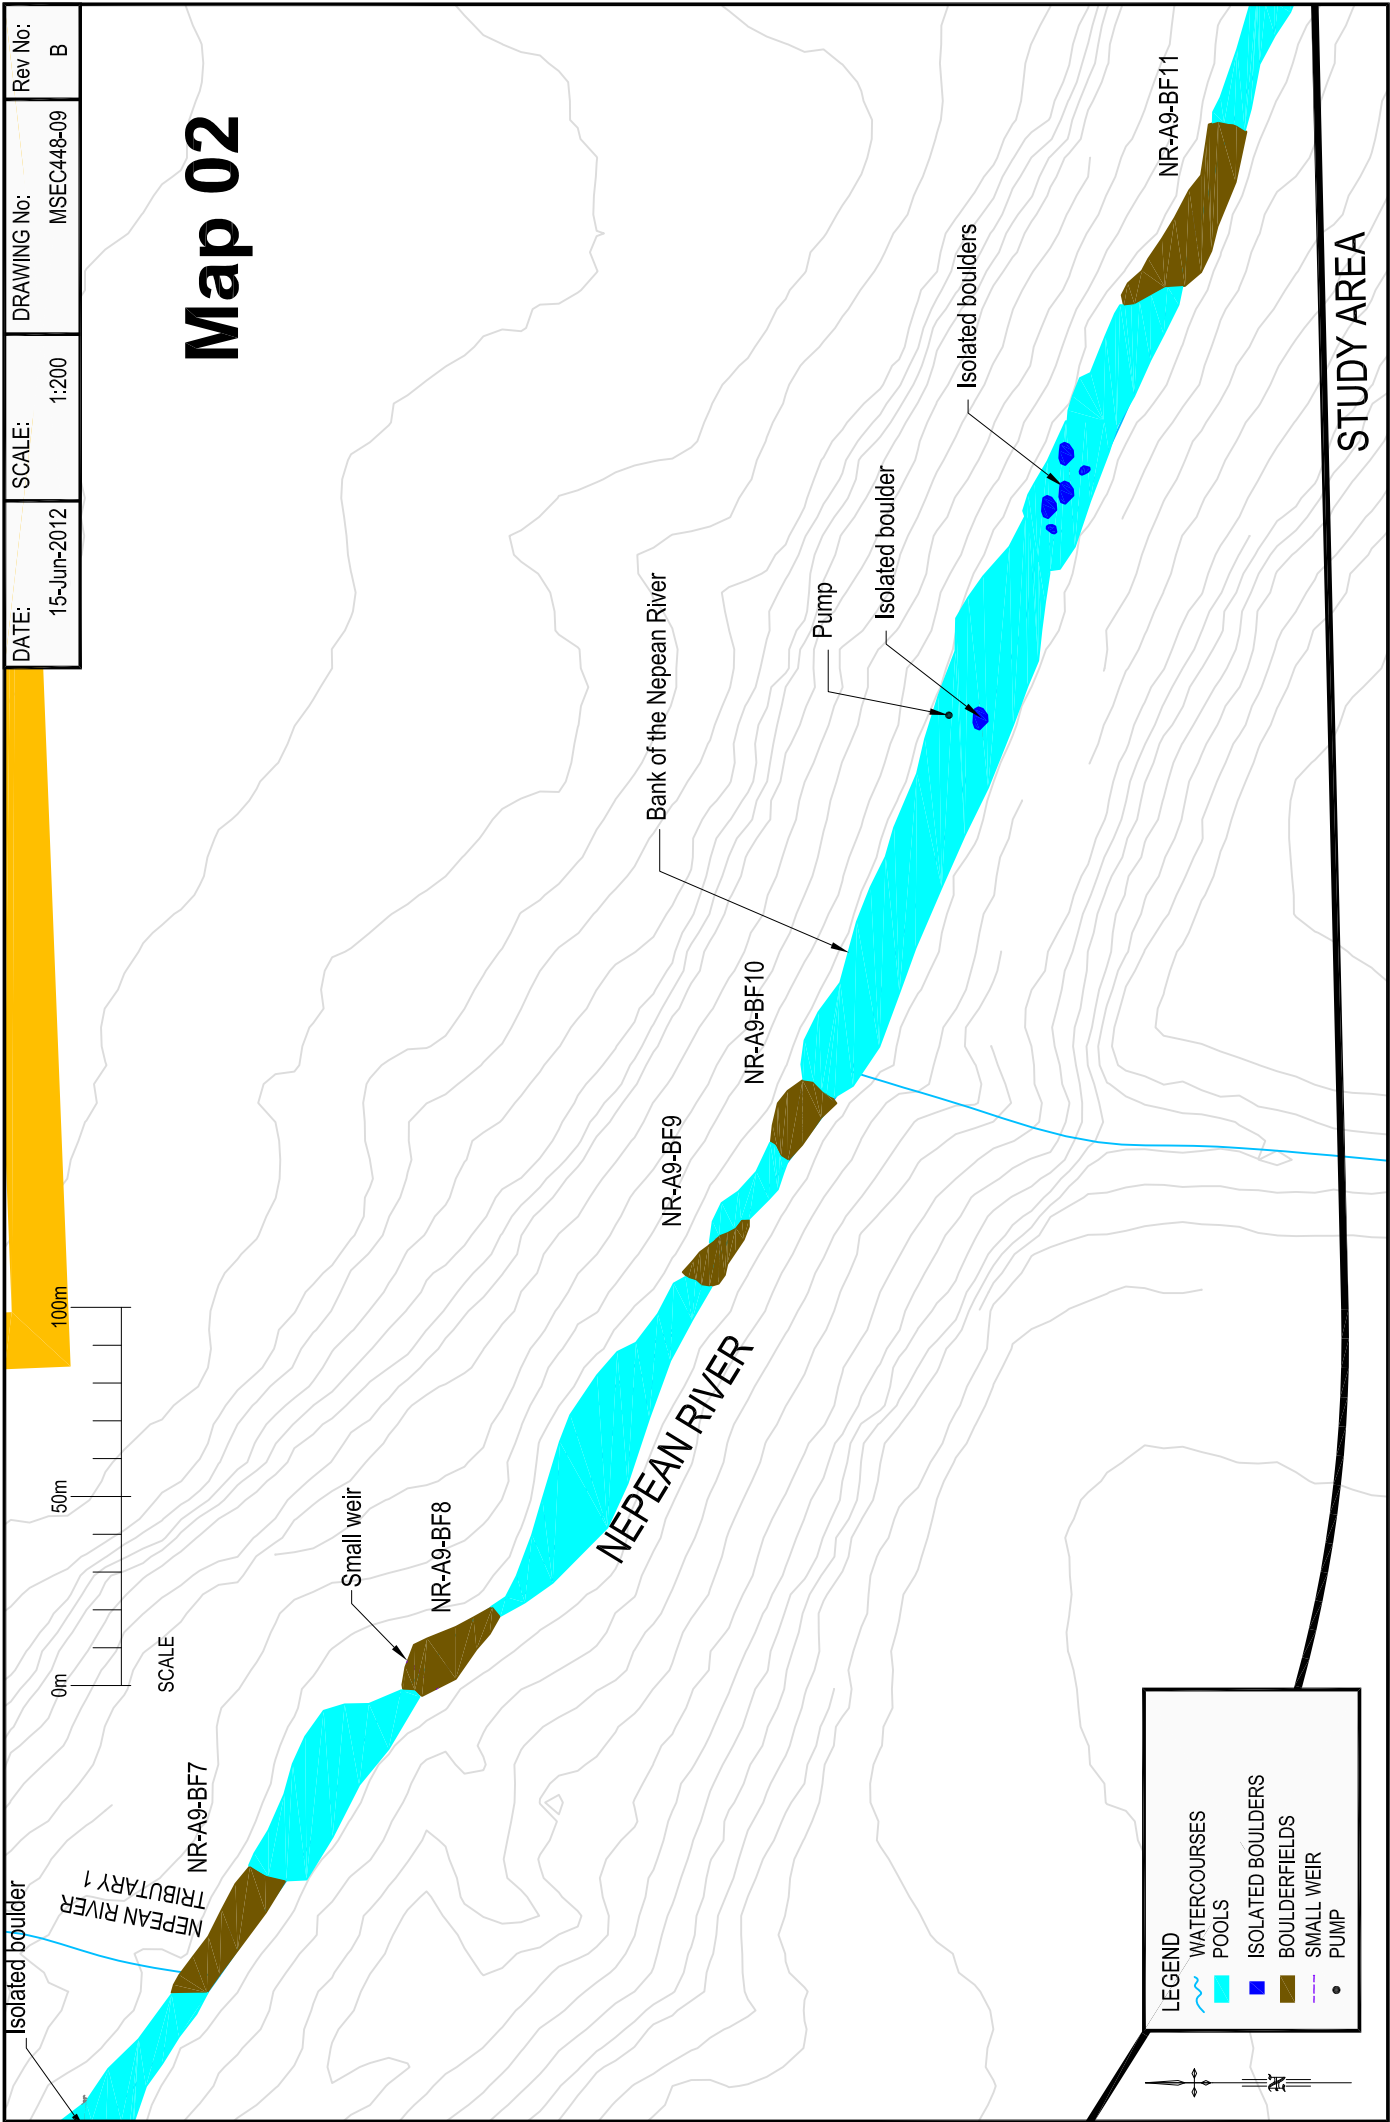 Map 02
DATE:
15-Jun-2012
SCALE:
1:200
DRAWING No:
MSEC448-09
Rev No:
B
0m
50m
100m
SCALE
Isolated boulder
NEPEAN RIVER
TRIBUTARY 1
NR-A9-BF7
Small weir
NR-A9-BF8
NEPEAN RIVER
NR-A9-BF9
NR-A9-BF10
Bank of the Nepean River
Pump
Isolated boulder
Isolated boulders
NR-A9-BF11
STUDY AREA
LEGEND
WATERCOURSES
POOLS
ISOLATED BOULDERS
BOULDERFIELDS
SMALL WEIR
PUMP
N